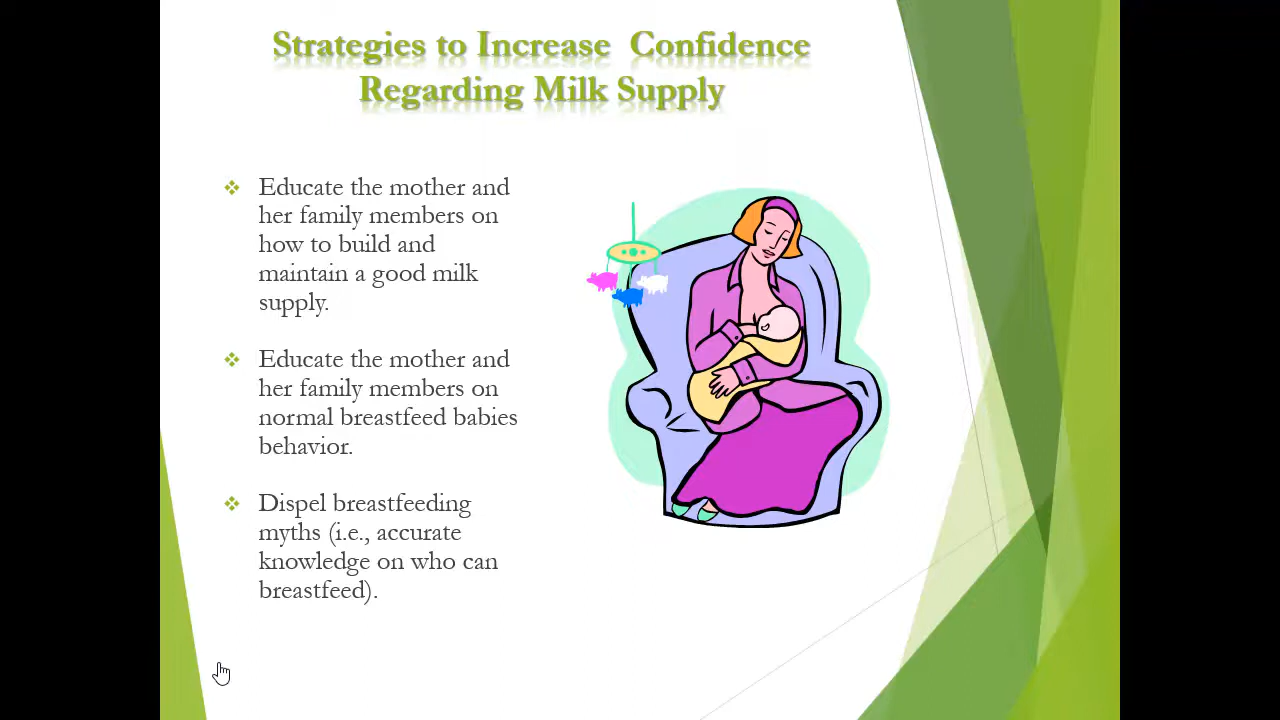 Strategies to Increase Confidence
Regarding Milk Supply
Educate the mother and
her family members on
how to build and
maintain a good milk
supply.
Educate the mother and
her family members on
normal breastfeed babies
behavior.
Dispel breastfeeding
myths (i.e., accurate
knowledge on who can
breastfeed).